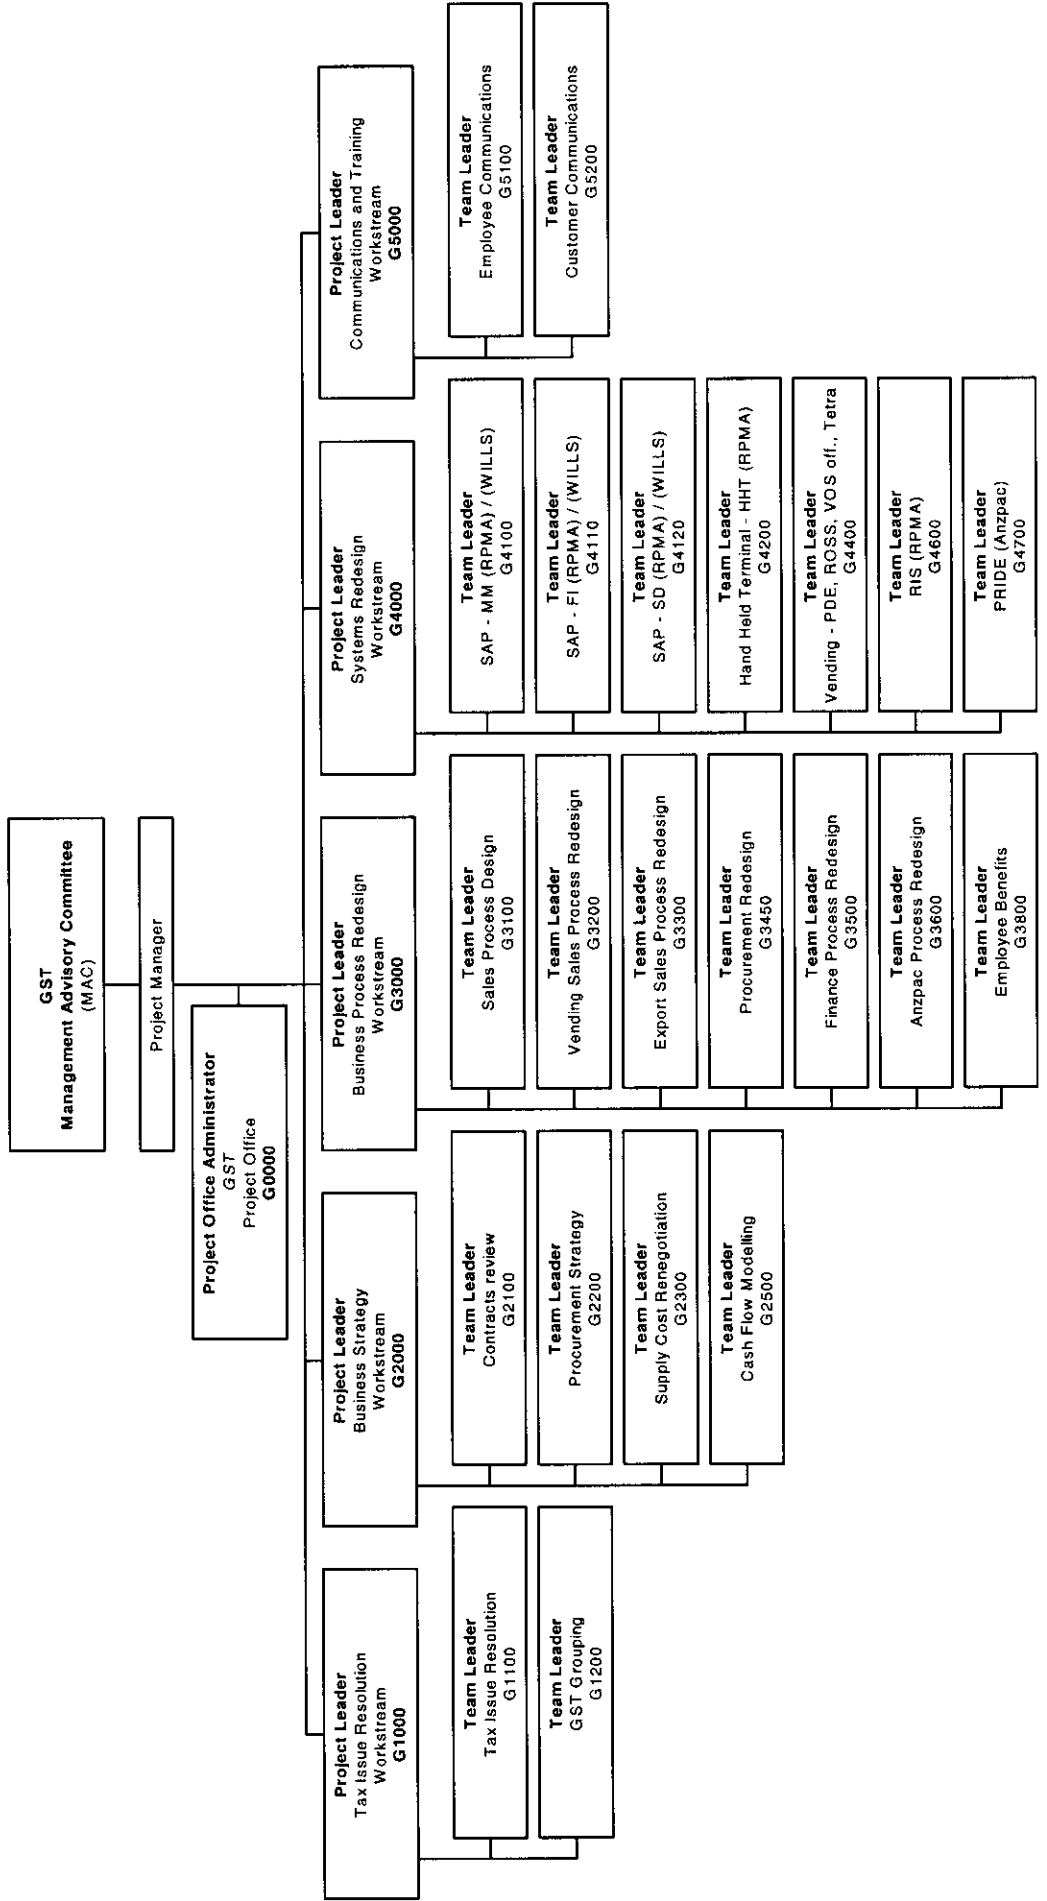 GST
Management Advisory Committee
(MAC)
Project Manager
Project Office Administrator
GST
Project Office
G0000
Project Leader
Tax Issue Resolution
Workstream
G1000
Team Leader
Tax Issue Resolution
G1100
Team Leader
GST Grouping
G1200
Project Leader
Business Strategy
Workstream
G2000
Team Leader
Contracts review
G2100
Team Leader
Procurement Strategy
G2200
Team Leader
Supply Cost Renegotiation
G2300
Team Leader
Cash Flow Modelling
G2500
Project Leader
Business Process Redesign
Workstream
G3000
Team Leader
Sales Process Design
G3100
Team Leader
Vending Sales Process Redesign
G3200
Team Leader
Export Sales Process Redesign
G3300
Team Leader
Procurement Redesign
G3450
Team Leader
Finance Process Redesign
G3500
Team Leader
Anzpac Process Redesign
G3600
Team Leader
Employee Benefits
G3800
Project Leader
Systems Redesign
Workstream
G4000
Team Leader
SAP - MM (RPMA) / (WILLS)
G4100
Team Leader
SAP - FI (RPMA) / (WILLS)
G4110
Team Leader
SAP - SD (RPMA) / (WILLS)
G4120
Team Leader
Hand Held Terminal - HHT (RPMA)
G4200
Team Leader
Vending - PDE, ROSS, VOS off., Tetra
G4400
Team Leader
RIS (RPMA)
G4600
Team Leader
PRIDE (Anzpac)
G4700
Project Leader
Communications and Training
Workstream
G5000
Team Leader
Employee Communications
G5100
Team Leader
Customer Communications
G5200